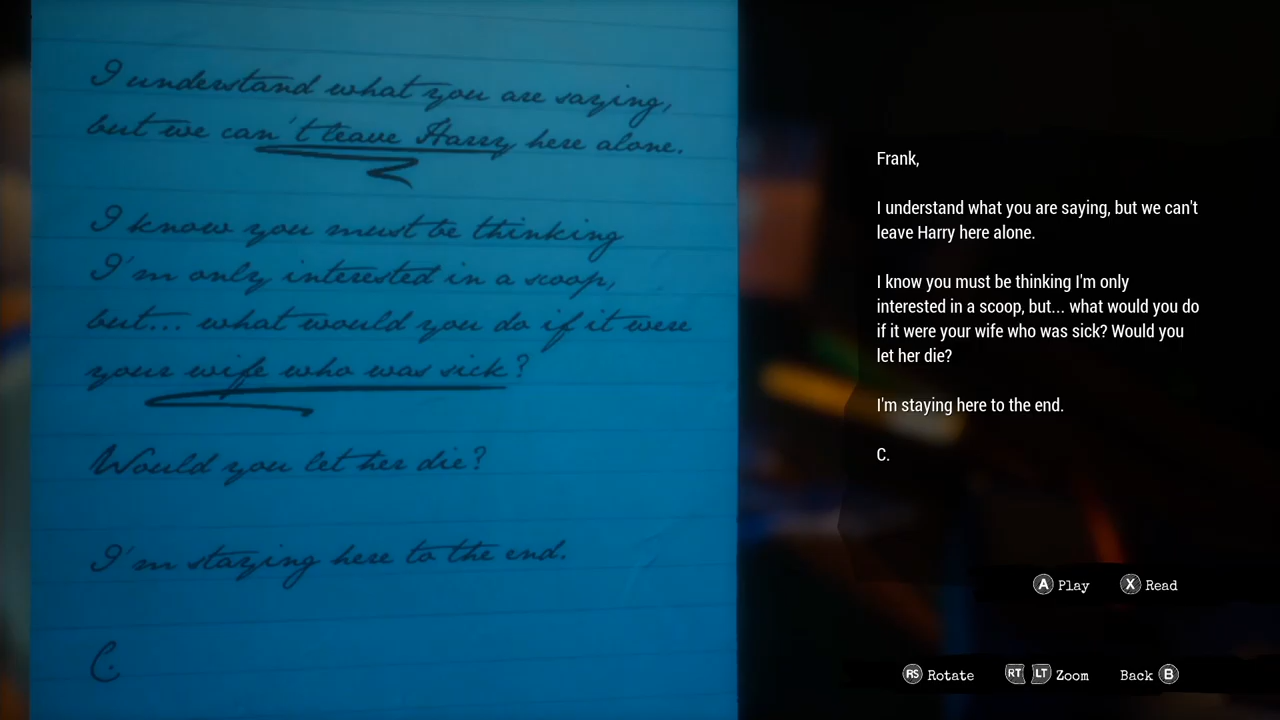 I understand what you are saying,
but we can't leave Harry here alone.
I know you must be thinking
I'm only interested in a scoop,
but... what would you do if it were
your wife who was sick?
Would you let her die?
I'm staying here to the end.
C.
Frank,
I understand what you are saying, but we can't
leave Harry here alone.
I know you must be thinking I'm only
interested in a scoop, but... what would you do
if it were your wife who was sick? Would you
let her die?
I'm staying here to the end.
C.
A Play X Read
RS Rotate RT LT Zoom Back B